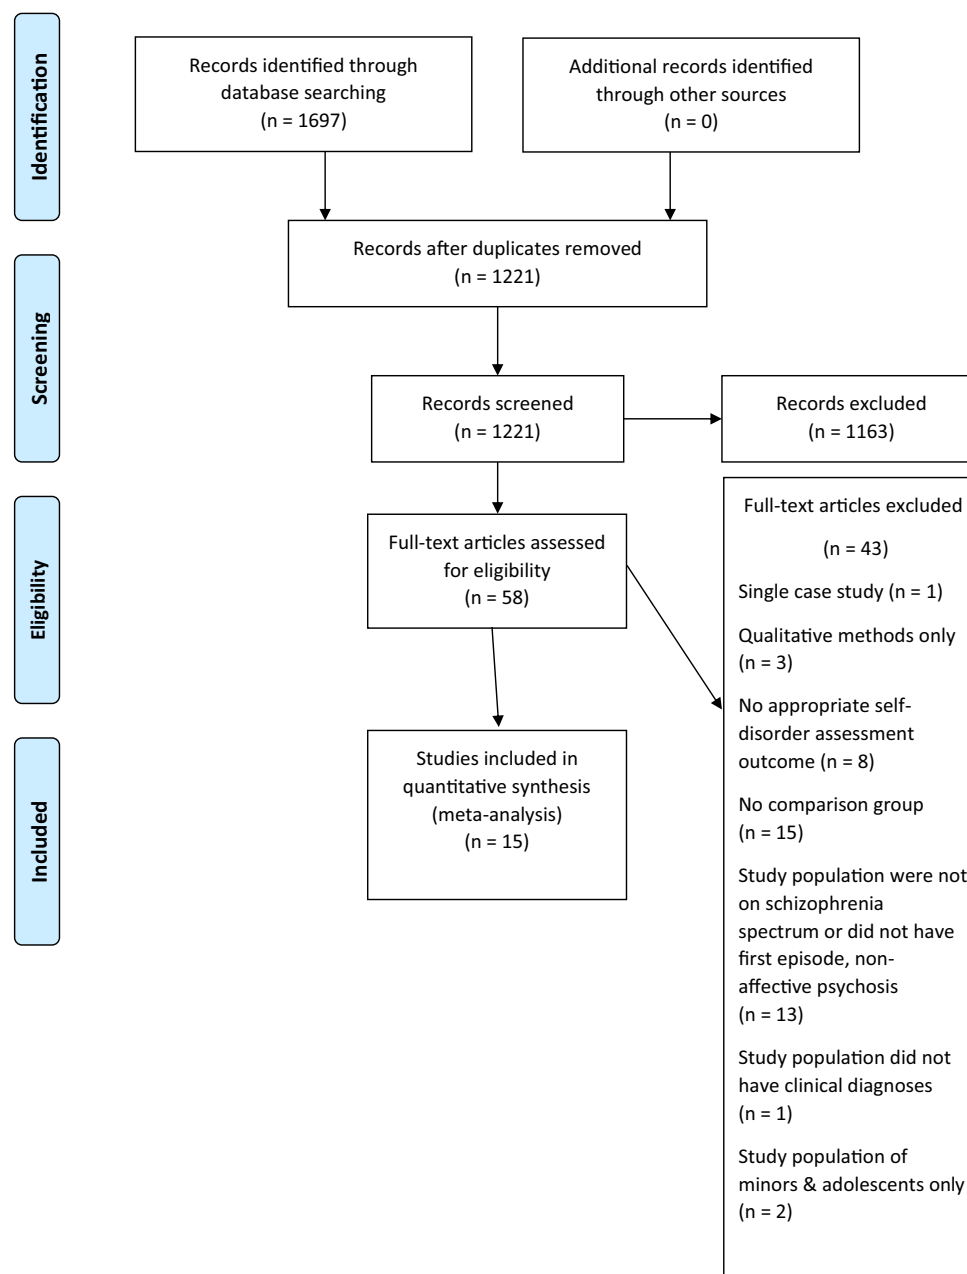 Identification
Records identified through
database searching
(n = 1697)
Additional records identified
through other sources
(n = 0)
Records after duplicates removed
(n = 1221)
Screening
Records screened
(n = 1221)
Records excluded
(n = 1163)
Eligibility
Full-text articles assessed
for eligibility
(n = 58)
Full-text articles excluded
(n = 43)
Single case study (n = 1)
Qualitative methods only
(n = 3)
No appropriate self-
disorder assessment
outcome (n = 8)
No comparison group
(n = 15)
Study population were not
on schizophrenia
spectrum or did not have
first episode, non-
affective psychosis
(n = 13)
Study population did not
have clinical diagnoses
(n = 1)
Study population of
minors & adolescents only
(n = 2)
Included
Studies included in
quantitative synthesis
(meta-analysis)
(n = 15)